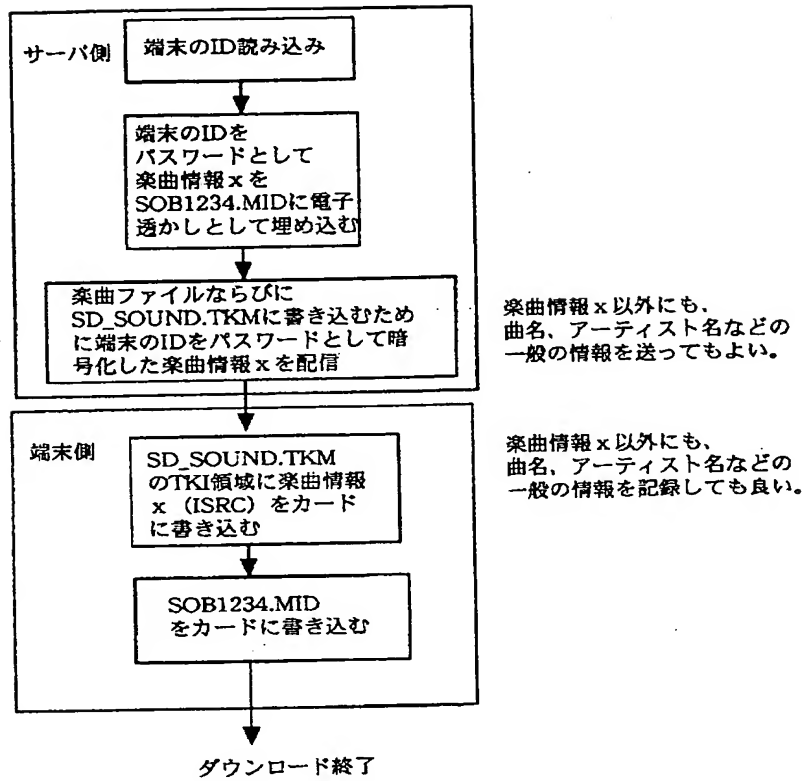 サーバ側
端末のID読み込み
端末のIDを
パスワードとして
楽曲情報xを
SOB1234.MIDに電子
透かしとして埋め込む
楽曲ファイルならびに
SD_SOUND.TKMに書き込むため
に端末のIDをパスワードとして暗
号化した楽曲情報xを配信
楽曲情報x以外にも、
曲名、アーティスト名などの
一般の情報を送ってもよい。
端末側
SD_SOUND.TKM
のTKI領域に楽曲情報
x（ISRC）をカード
に書き込む
楽曲情報x以外にも、
曲名、アーティスト名などの
一般の情報を記録しても良い。
SOB1234.MID
をカードに書き込む
ダウンロード終了